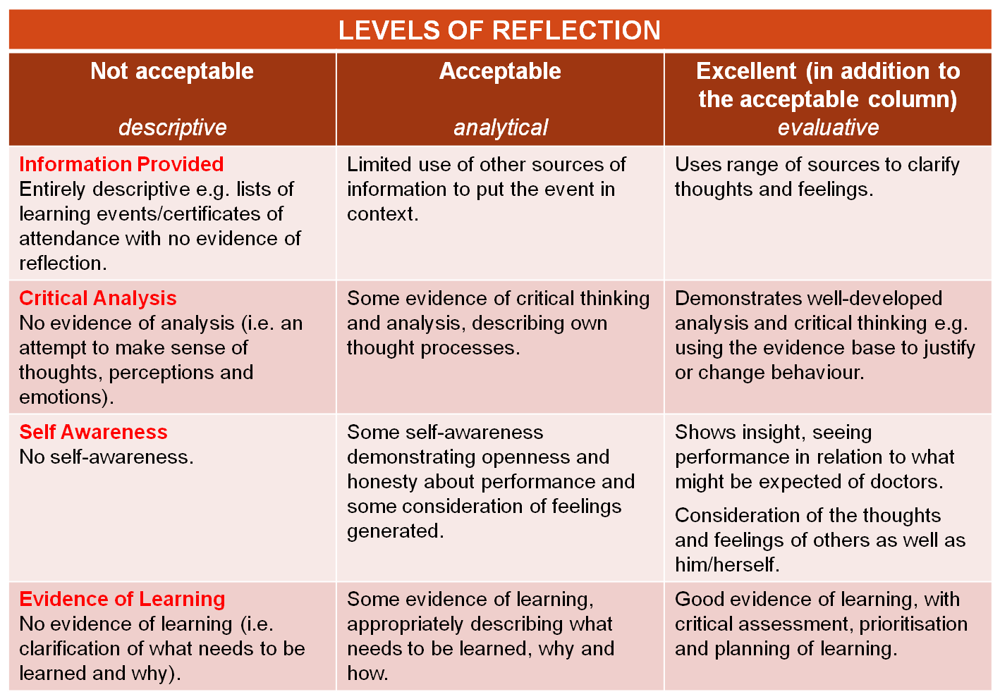 LEVELS OF REFLECTION
Not acceptable
descriptive
Acceptable
analytical
Excellent (in addition to
the acceptable column)
evaluative
Information Provided
Entirely descriptive e.g. lists of
learning events/certificates of
attendance with no evidence of
reflection.
Limited use of other sources of
information to put the event in
context.
Uses range of sources to clarify
thoughts and feelings.
Critical Analysis
No evidence of analysis (i.e. an
attempt to make sense of
thoughts, perceptions and
emotions).
Some evidence of critical thinking
and analysis, describing own
thought processes.
Demonstrates well-developed
analysis and critical thinking e.g.
using the evidence base to justify
or change behaviour.
Self Awareness
No self-awareness.
Some self-awareness
demonstrating openness and
honesty about performance and
some consideration of feelings
generated.
Shows insight, seeing
performance in relation to what
might be expected of doctors.
Consideration of the thoughts
and feelings of others as well as
him/herself.
Evidence of Learning
No evidence of learning (i.e.
clarification of what needs to be
learned and why).
Some evidence of learning,
appropriately describing what
needs to be learned, why and
how.
Good evidence of learning, with
critical assessment, prioritisation
and planning of learning.